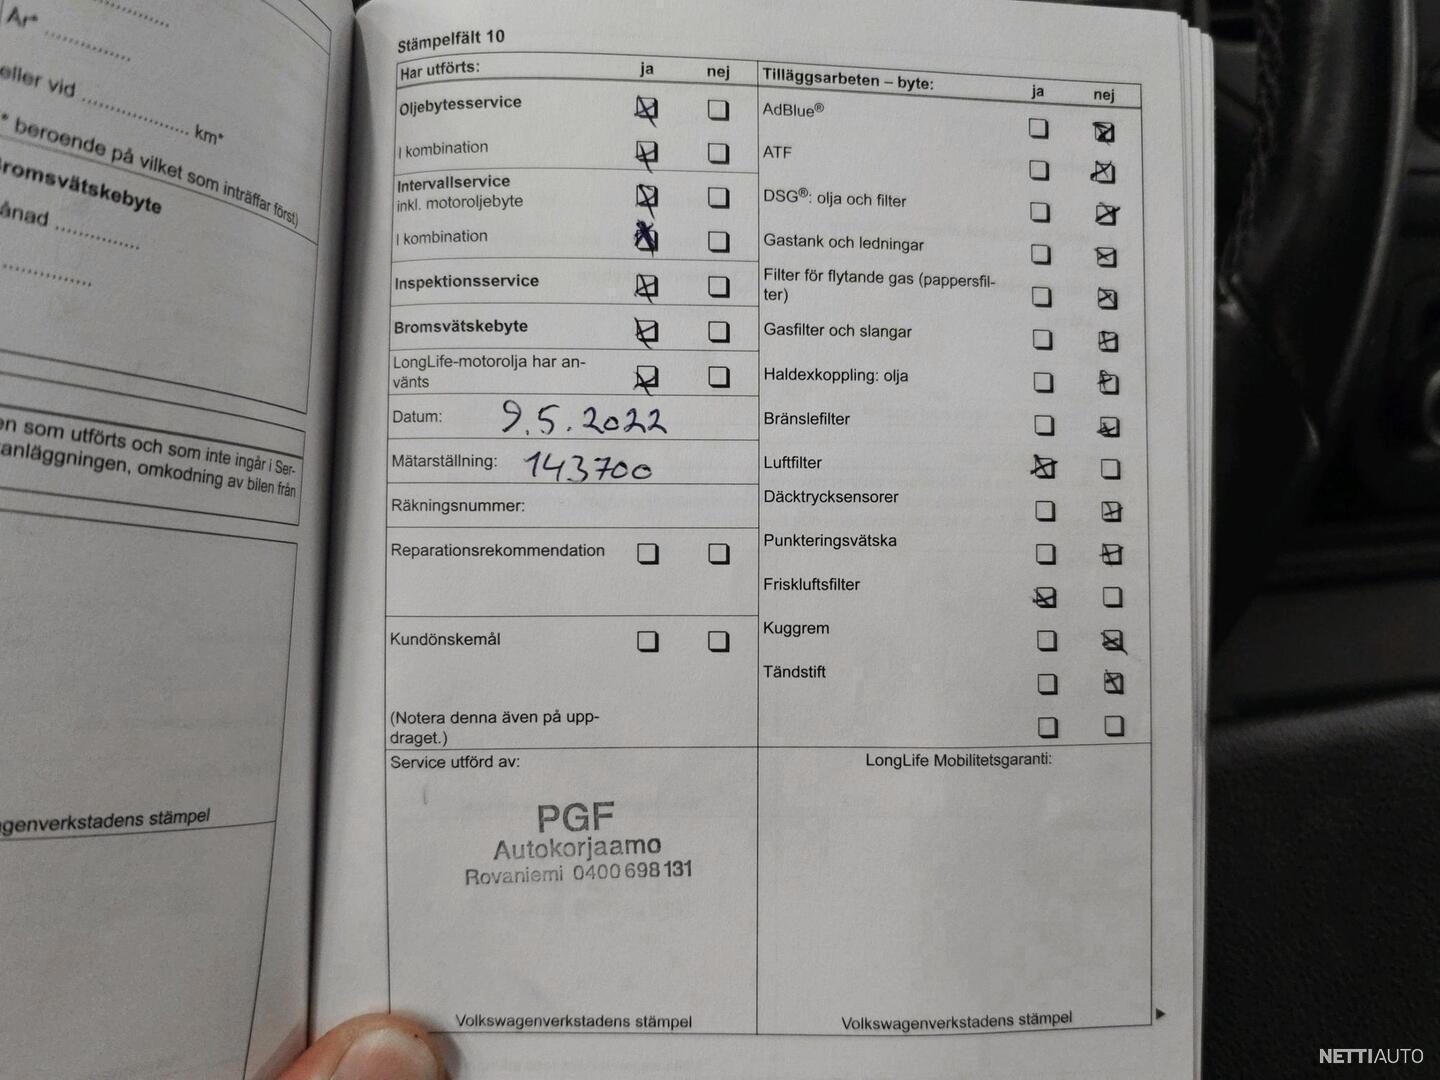 År* ....................
eller vid .................... km*
* beroende på vilket som inträffar först)
romsvätskebyte
ånad ....................
en som utförts och som inte ingår i Ser-
anläggningen, omkodning av bilen från
agenverkstadens stämpel
Stämpelfält 10
Har utförts: ja nej
Oljebytesservice
I kombination
Intervallservice
inkl. motoroljebyte
I kombination
Inspektionsservice
Bromsvätskebyte
LongLife-motorolja har an-
vänts
Datum: 9.5.2022
Mätarställning: 143700
Räkningsnummer:
Reparationsrekommendation
Kundönskemål
(Notera denna även på upp-
draget.)
Service utförd av:
PGF
Autokorjaamo
Rovaniemi 0400 698 131
Volkswagenverkstadens stämpel
Tilläggsarbeten – byte: ja nej
AdBlue®
ATF
DSG®: olja och filter
Gastank och ledningar
Filter för flytande gas (pappersfil-
ter)
Gasfilter och slangar
Haldexkoppling: olja
Bränslefilter
Luftfilter
Däcktrycksensorer
Punkteringsvätska
Friskluftsfilter
Kuggrem
Tändstift
LongLife Mobilitetsgaranti:
Volkswagenverkstadens stämpel
NETTIAUTO